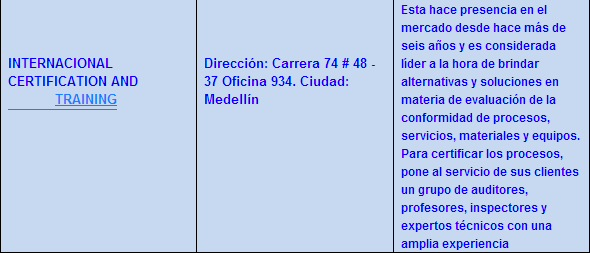 INTERNACIONAL
CERTIFICATION AND
TRAINING
Dirección: Carrera 74 # 48 -
37 Oficina 934. Ciudad:
Medellín
Esta hace presencia en el
mercado desde hace más de
seis años y es considerada
líder a la hora de brindar
alternativas y soluciones en
materia de evaluación de la
conformidad de procesos,
servicios, materiales y equipos.
Para certificar los procesos,
pone al servicio de sus clientes
un grupo de auditores,
profesores, inspectores y
expertos técnicos con una
amplia experiencia